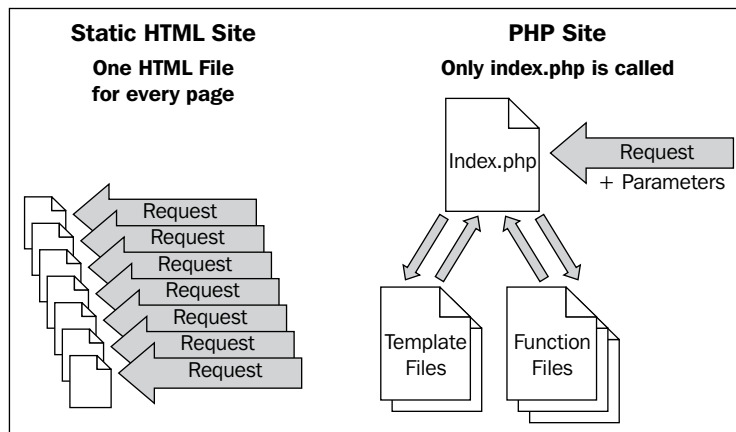 Static HTML Site
One HTML File
for every page
Request
Request
Request
Request
Request
Request
Request
PHP Site
Only index.php is called
Index.php
Request
+ Parameters
Template
Files
Function
Files